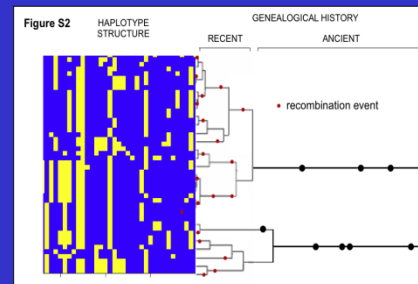 Figure S2
HAPLOTYPE
STRUCTURE
GENEALOGICAL HISTORY
RECENT
ANCIENT
recombination event